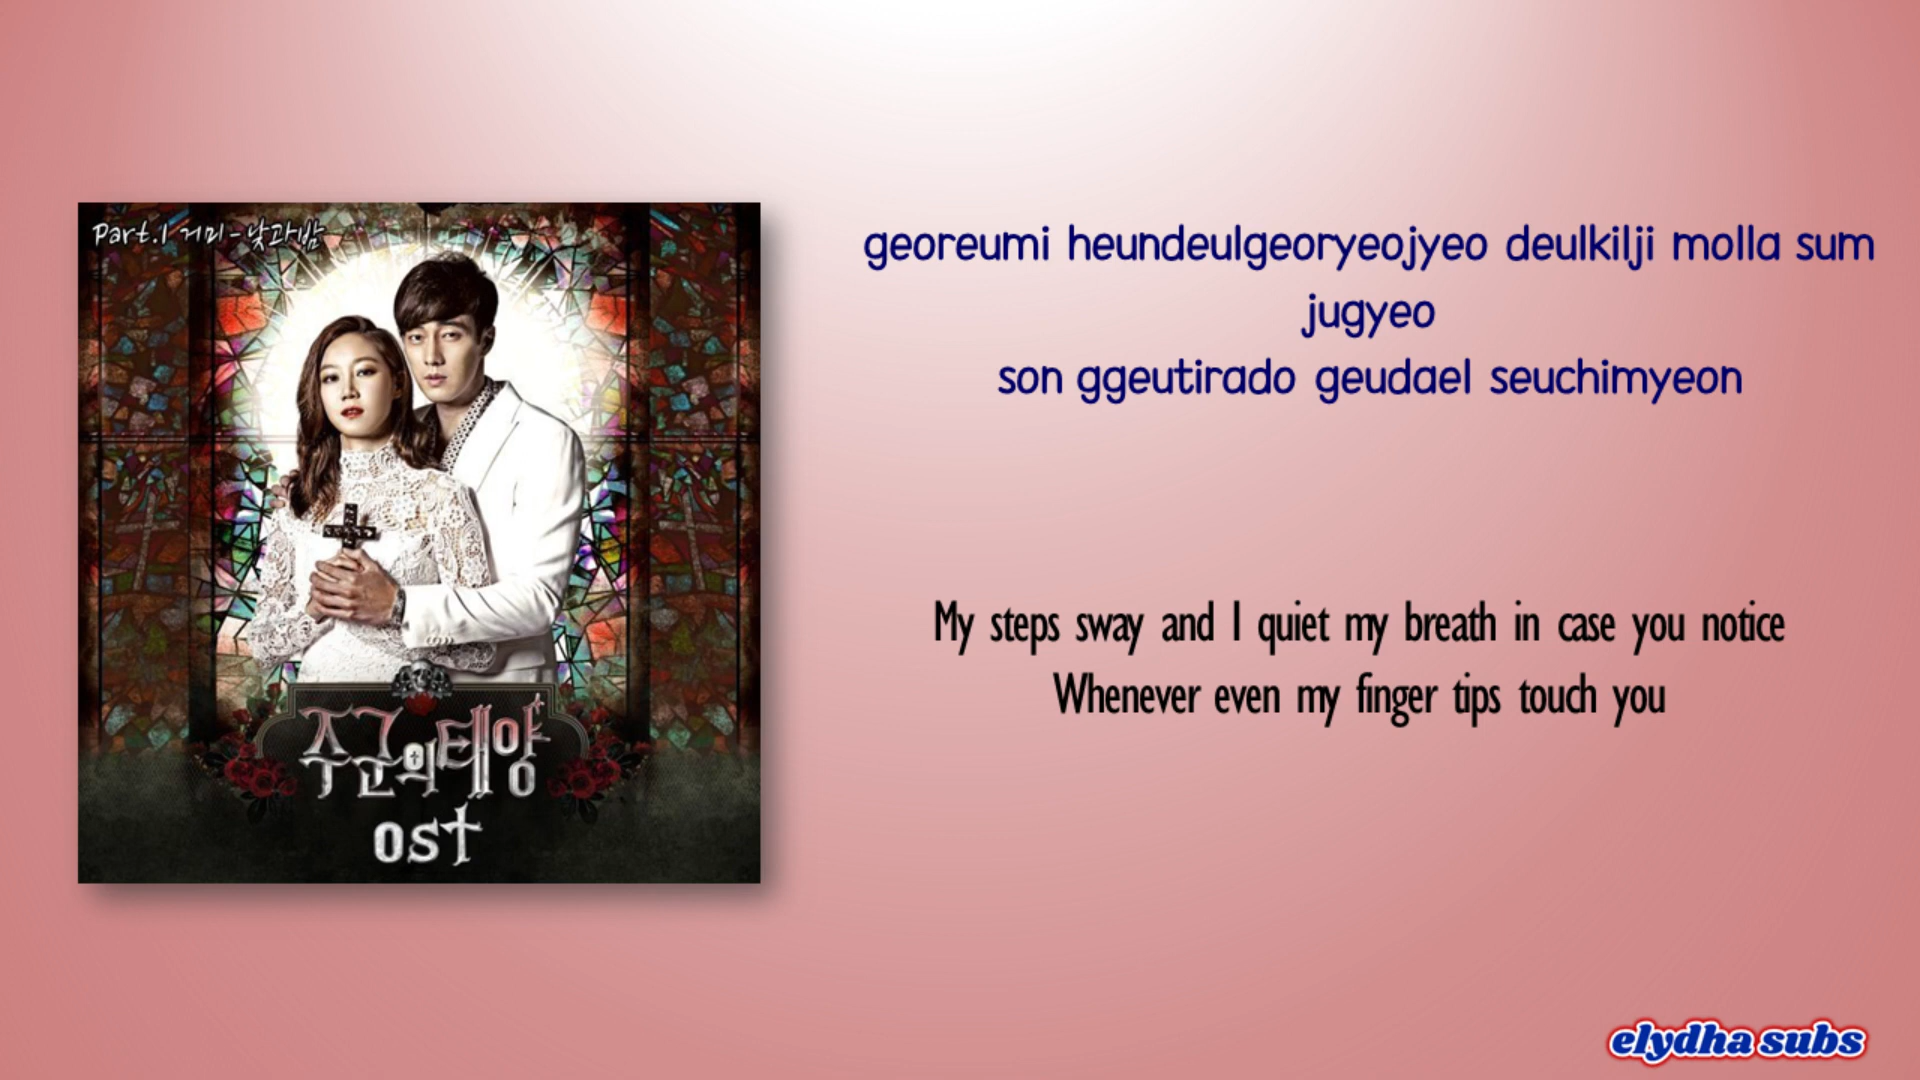 Part.1 거미-낮과밤
주군의태양
OST
georeumi heundeulgeoryeojyeo deulkilji molla sum
jugyeo
son ggeutirado geudael seuchimyeon
My steps sway and I quiet my breath in case you notice
Whenever even my finger tips touch you
elydha subs